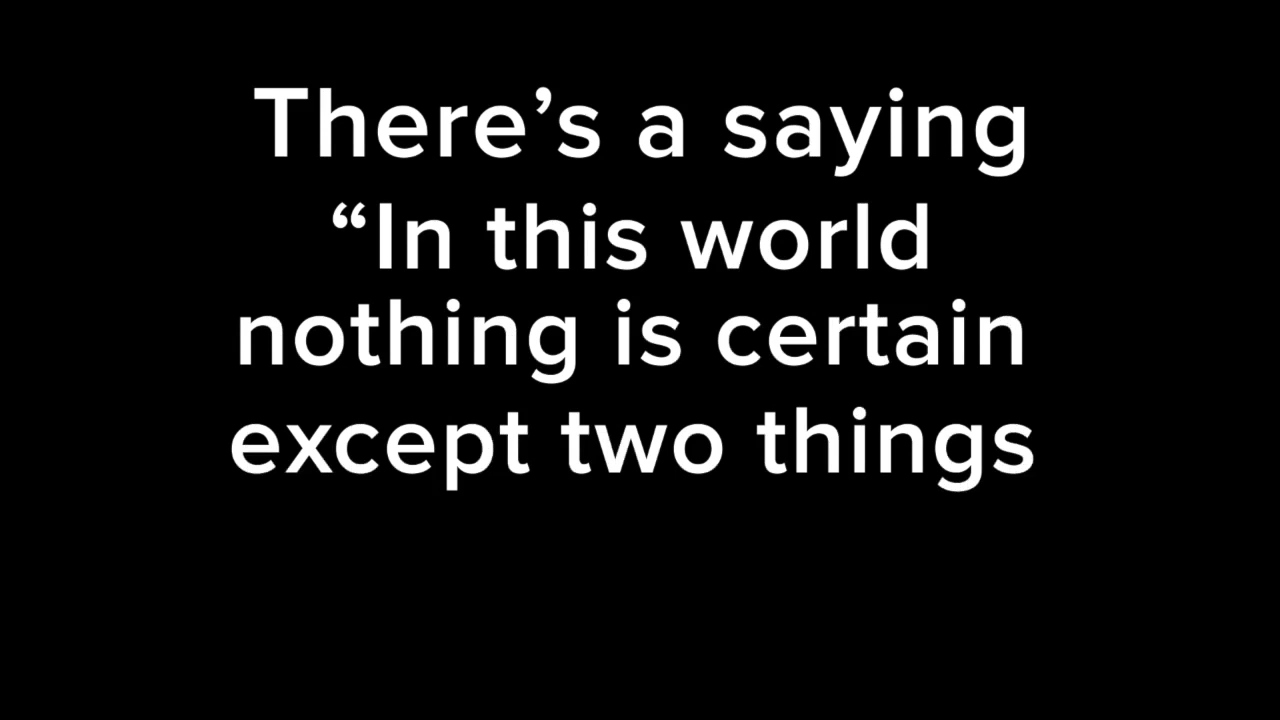 There’s a saying
“In this world
nothing is certain
except two things